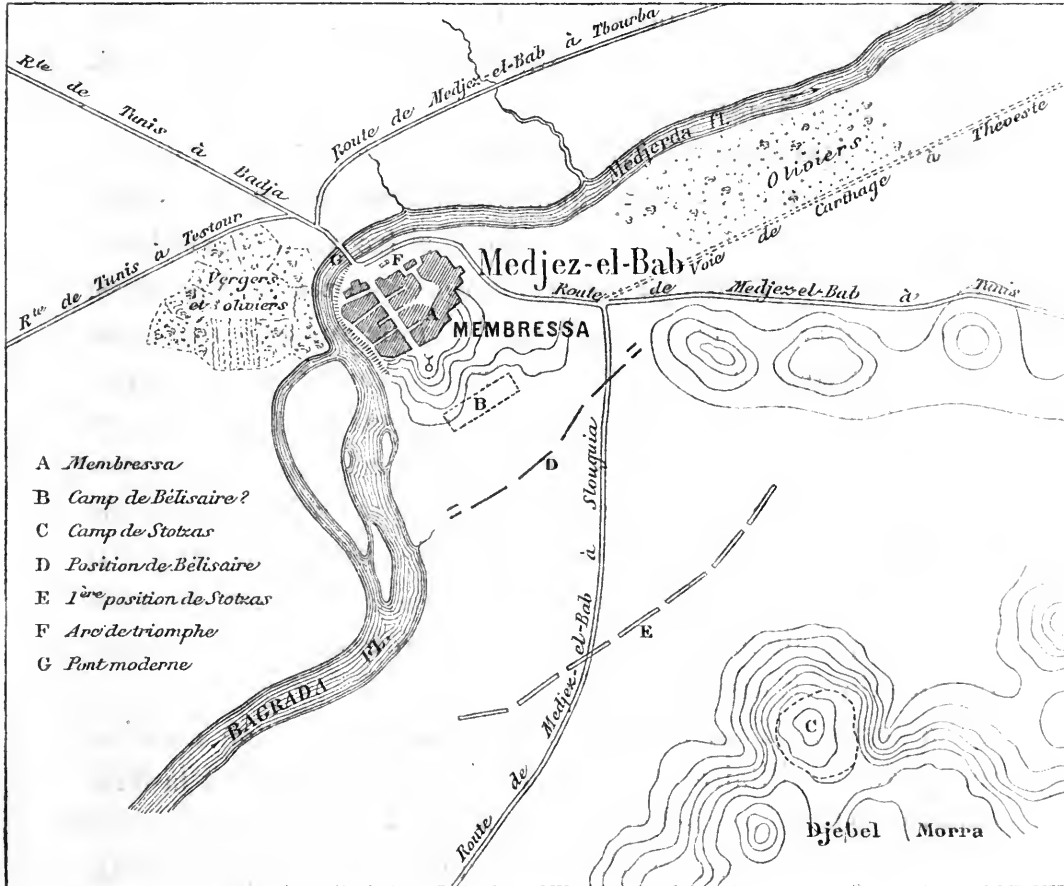 Rte de Tunis à Badja
Route de Medjez-el-Bab à Tbourba
Medjerda fl.
Oliviers
Voie de Carthage à Théveste
Rte de Tunis à Testour
Vergers
et oliviers
G
F
Medjez-el-Bab
A
MEMBRESSA
Route de Medjez-el-Bab à Tunis
B
D
A Membressa
B Camp de Bélisaire?
C Camp de Stotzas
D Position de Bélisaire
E 1ère position de Stotzas
F Arc de triomphe
G Pont moderne
E
BAGRADA FL.
Route de Medjez-el-Bab à Slouguia
C
Djebel Morra